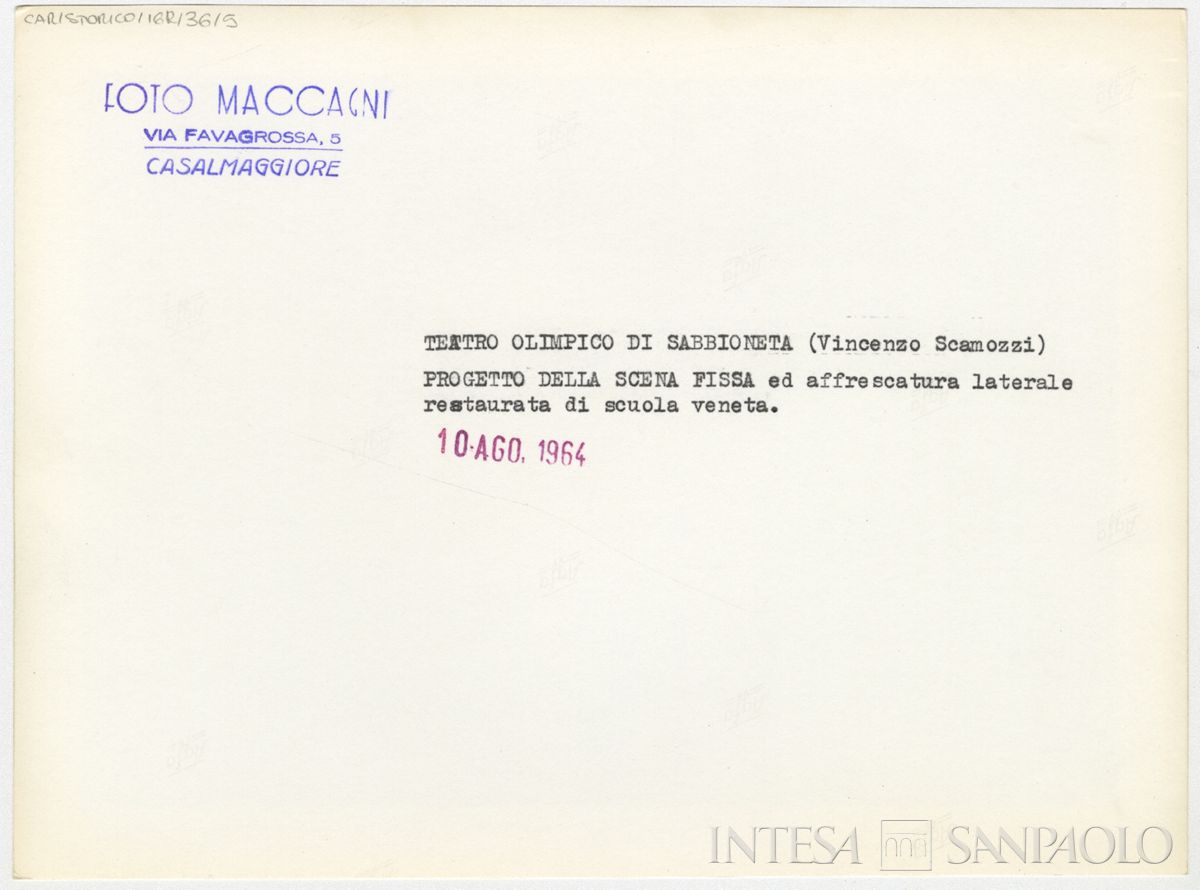 CARISTORICO/16R/36/5
FOTO MACCAGNI
VIA FAVAGROSSA, 5
CASALMAGGIORE
TEATRO OLIMPICO DI SABBIONETA (Vincenzo Scamozzi)
PROGETTO DELLA SCENA FISSA ed affrescatura laterale
restaurata di scuola veneta.
10.AGO. 1964
INTESA SANPAOLO